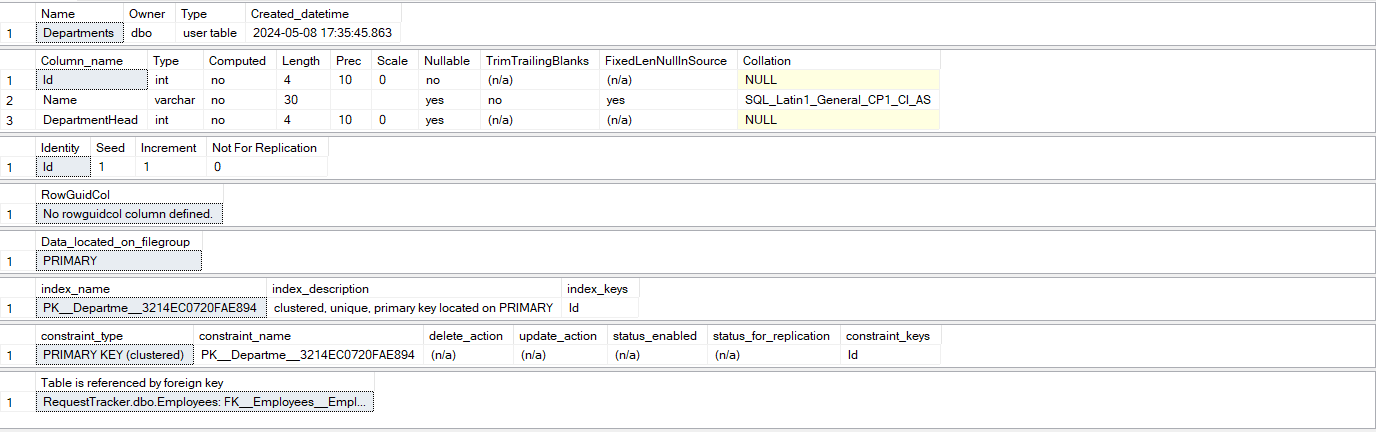 Name Owner Type Created_datetime
1 Departments dbo user table 2024-05-08 17:35:45.863
Column_name Type Computed Length Prec Scale Nullable TrimTrailingBlanks FixedLenNullInSource Collation
1 Id int no 4 10 0 no (n/a) (n/a) NULL
2 Name varchar no 30 yes no yes SQL_Latin1_General_CP1_CI_AS
3 DepartmentHead int no 4 10 0 yes (n/a) (n/a) NULL
Identity Seed Increment Not For Replication
1 Id 1 1 0
RowGuidCol
1 No rowguidcol column defined.
Data_located_on_filegroup
1 PRIMARY
index_name index_description index_keys
1 PK__Departme__3214EC0720FAE894 clustered, unique, primary key located on PRIMARY Id
constraint_type constraint_name delete_action update_action status_enabled status_for_replication constraint_keys
1 PRIMARY KEY (clustered) PK__Departme__3214EC0720FAE894 (n/a) (n/a) (n/a) (n/a) Id
Table is referenced by foreign key
1 RequestTracker.dbo.Employees: FK__Employees__Empl...